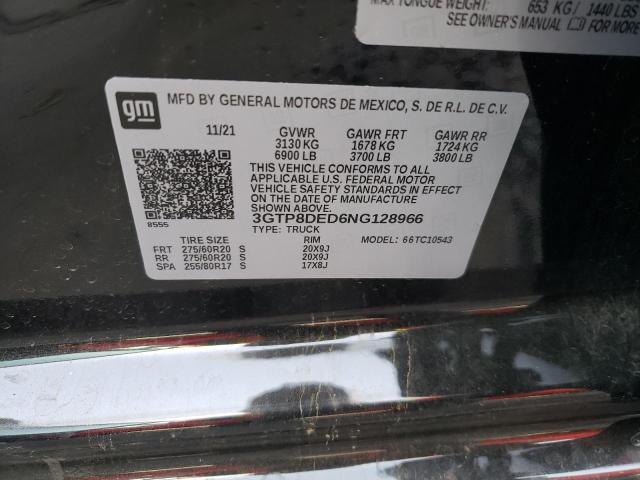 MAX TONGUE WEIGHT: 653 KG/ 1440 LBS
SEE OWNER'S MANUAL FOR MORE
gm
MFD BY GENERAL MOTORS DE MEXICO, S. DE R.L. DE C.V.
11/21 GVWR GAWR FRT GAWR RR
3130 KG 1678 KG 1724 KG
6900 LB 3700 LB 3800 LB
THIS VEHICLE CONFORMS TO ALL
APPLICABLE U.S. FEDERAL MOTOR
VEHICLE SAFETY STANDARDS IN EFFECT
ON THE DATE OF MANUFACTURE
SHOWN ABOVE.
3GTP8DED6NG128966
8555 TYPE: TRUCK
TIRE SIZE RIM MODEL: 66TC10543
FRT 275/60R20 S 20X9J
RR 275/60R20 S 20X9J
SPA 255/80R17 S 17X8J